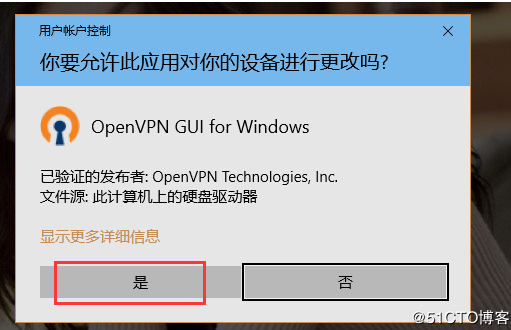 用户帐户控制
你要允许此应用对你的设备进行更改吗?
OpenVPN GUI for Windows
已验证的发布者: OpenVPN Technologies, Inc.
文件源: 此计算机上的硬盘驱动器
显示更多详细信息
是
否
@51CTO博客